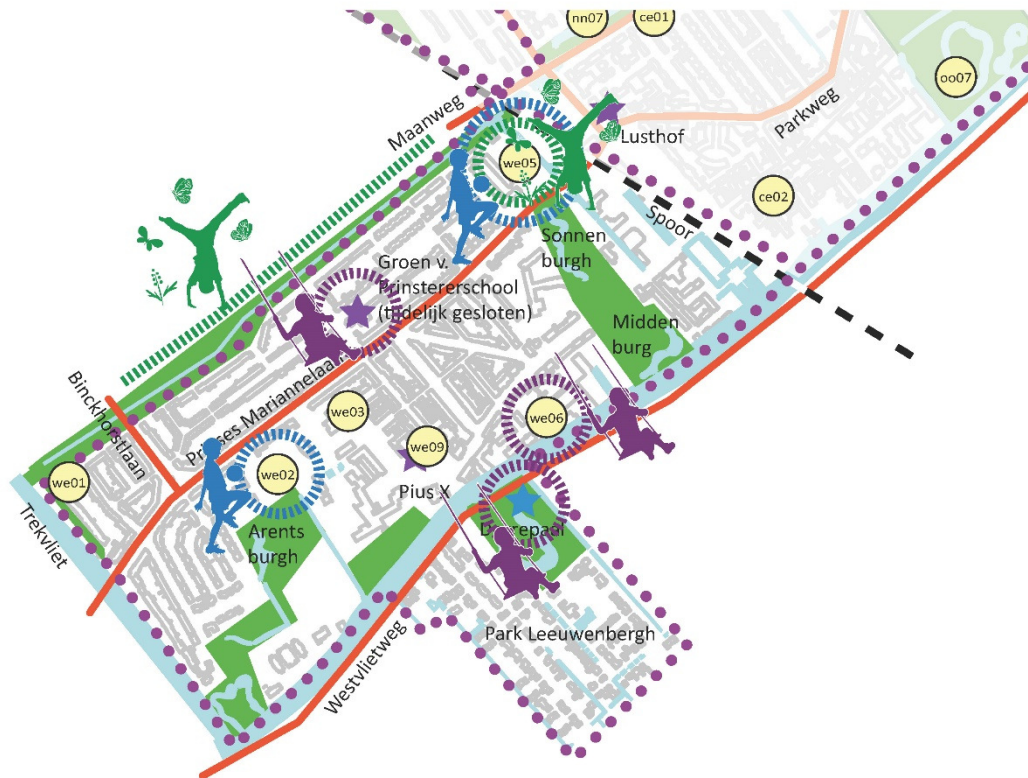 nn07
ce01
oo07
Maanweg
Lusthof
Parkweg
we05
ce02
Spoor
Sonnen
burgh
Groen v.
Prinstererschool
(tijdelijk gesloten)
Midden
burg
Binckhorstlaan
Prinses Mariannelaan
we03
we06
we09
we02
we01
Pius X
Trekvliet
Arents
burgh
Dorrepaal
Westvlietweg
Park Leeuwenbergh